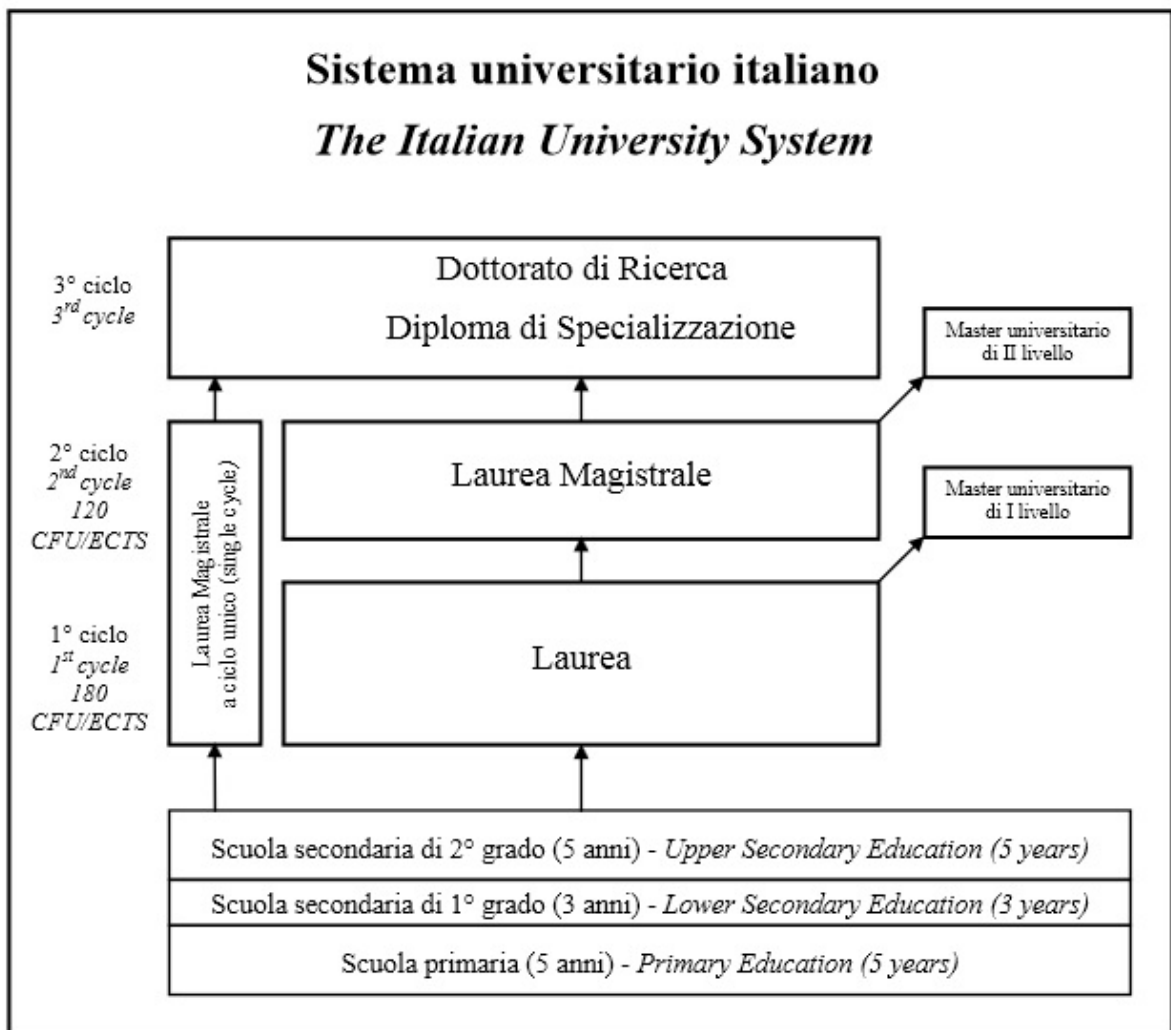 Sistema universitario italiano
The Italian University System
3° ciclo
3rd cycle
Dottorato di Ricerca
Diploma di Specializzazione
Master universitario
di II livello
2° ciclo
2nd cycle
120
CFU/ECTS
Laurea Magistrale
a ciclo unico (single cycle)
Laurea Magistrale
Master universitario
di I livello
1° ciclo
1st cycle
180
CFU/ECTS
Laurea
Scuola secondaria di 2° grado (5 anni) - Upper Secondary Education (5 years)
Scuola secondaria di 1° grado (3 anni) - Lower Secondary Education (3 years)
Scuola primaria (5 anni) - Primary Education (5 years)